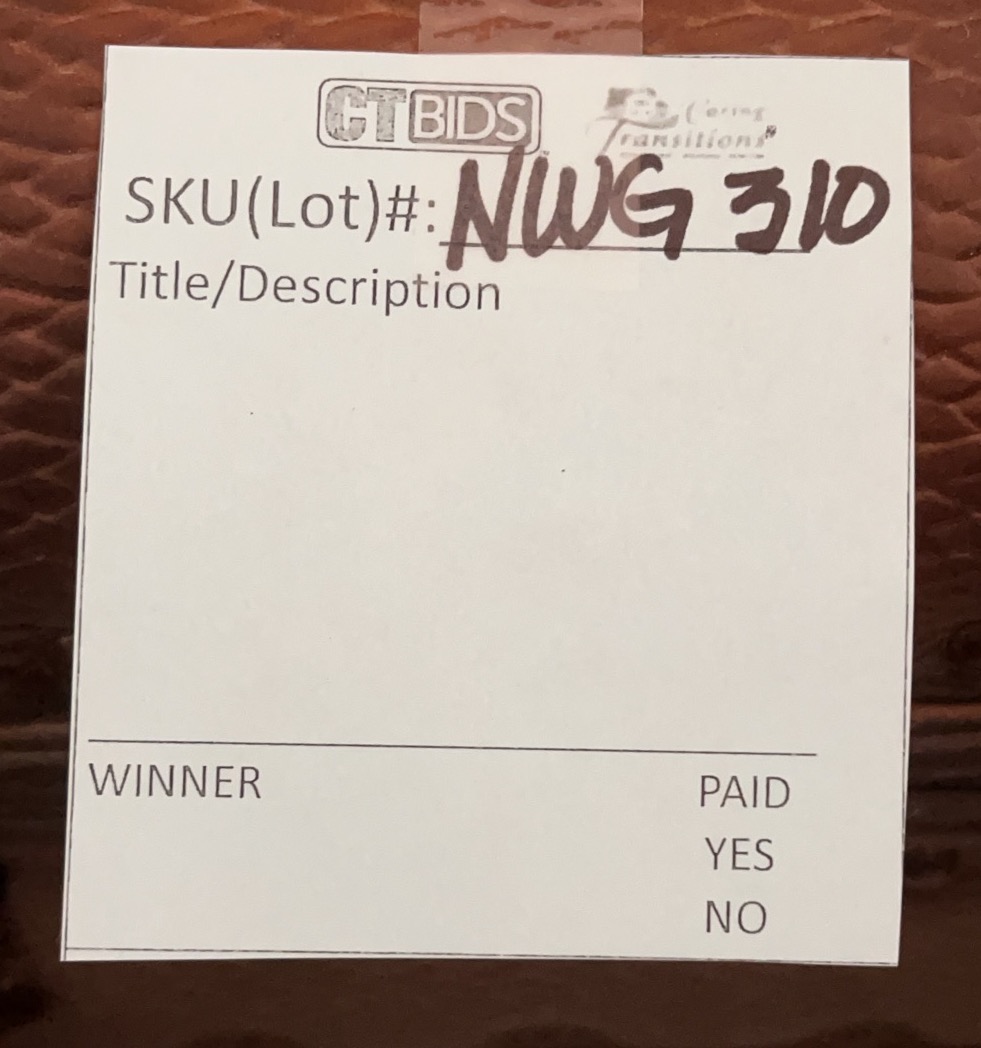 CTBIDS Caring Transitions®
SKU(Lot)#: NWG 310
Title/Description
WINNER PAID
YES
NO